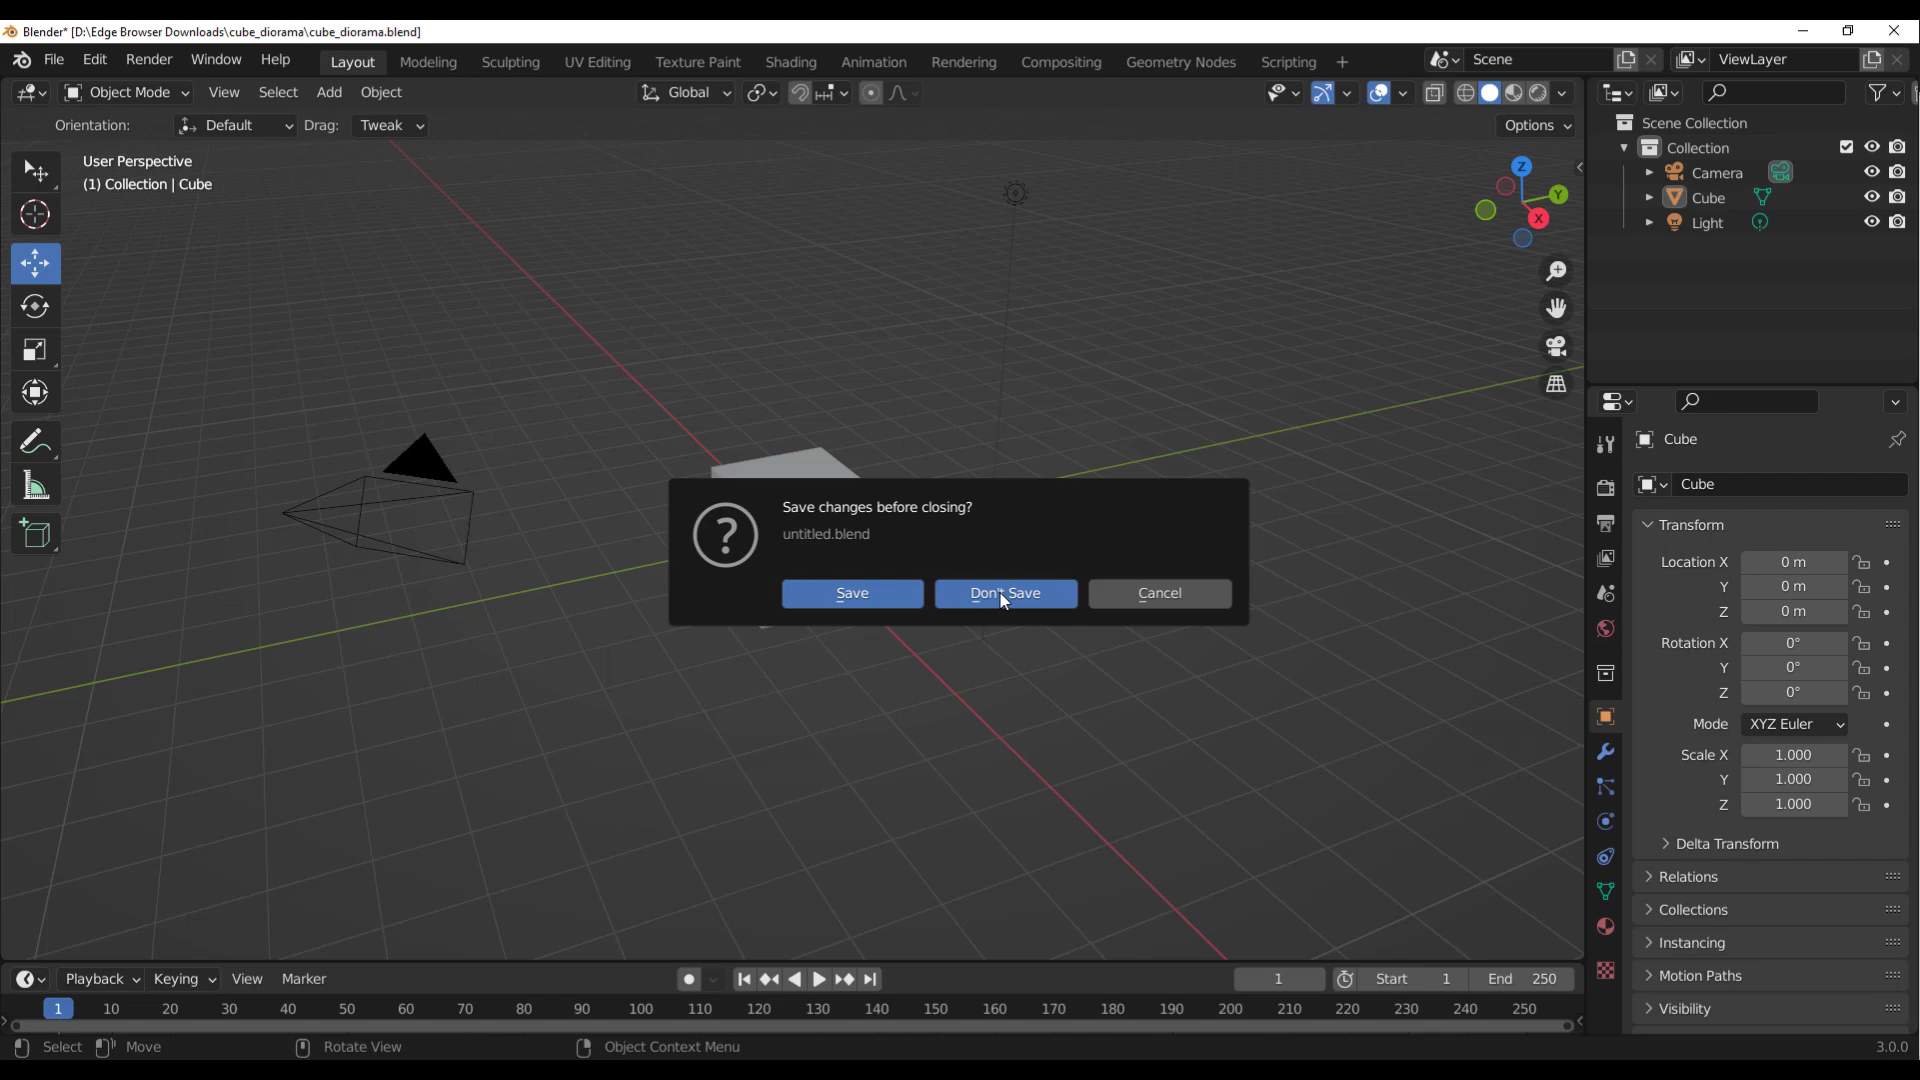 Blender* [D:\Edge Browser Downloads\cube_diorama\cube_diorama.blend]
File Edit Render Window Help Layout Modeling Sculpting UV Editing Texture Paint Shading Animation Rendering Compositing Geometry Nodes Scripting + Scene ViewLayer
Object Mode View Select Add Object Global
Orientation: Default Drag: Tweak Options
User Perspective
(1) Collection | Cube
Z
Y
X
Scene Collection
Collection
Camera
Cube
Light
Save changes before closing?
untitled.blend
Save Don't Save Cancel
Cube
Cube
Transform
Location X 0 m
Y 0 m
Z 0 m
Rotation X 0°
Y 0°
Z 0°
Mode XYZ Euler
Scale X 1.000
Y 1.000
Z 1.000
Delta Transform
Relations
Collections
Instancing
Motion Paths
Visibility
Playback Keying View Marker 1 Start 1 End 250
1 10 20 30 40 50 60 70 80 90 100 110 120 130 140 150 160 170 180 190 200 210 220 230 240 250
Select Move Rotate View Object Context Menu 3.0.0